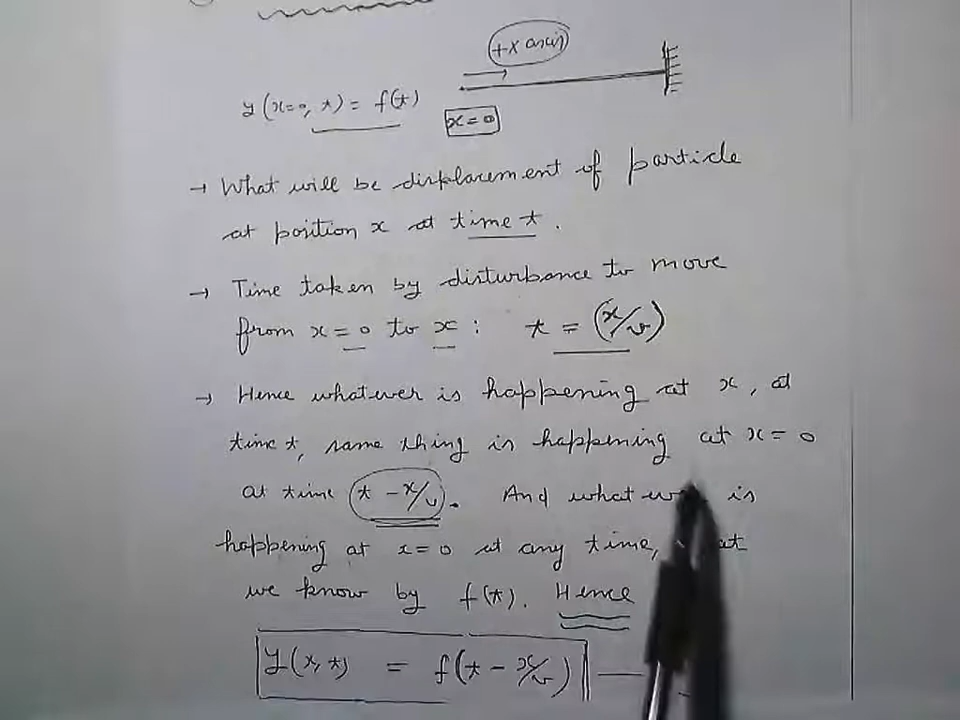 +x axis
y(x=0, t) = f(t)
x=0
→ What will be displacement of particle
at position x at time t.
→ Time taken by disturbance to move
from x=0 to x : t = (x/v)
→ Hence whatever is happening at x, at
time t, same thing is happening at x=0
at time (t - x/v). And what is
happening at x=0 at any time,
we know by f(t). Hence
y(x, t) = f(t - x/v)